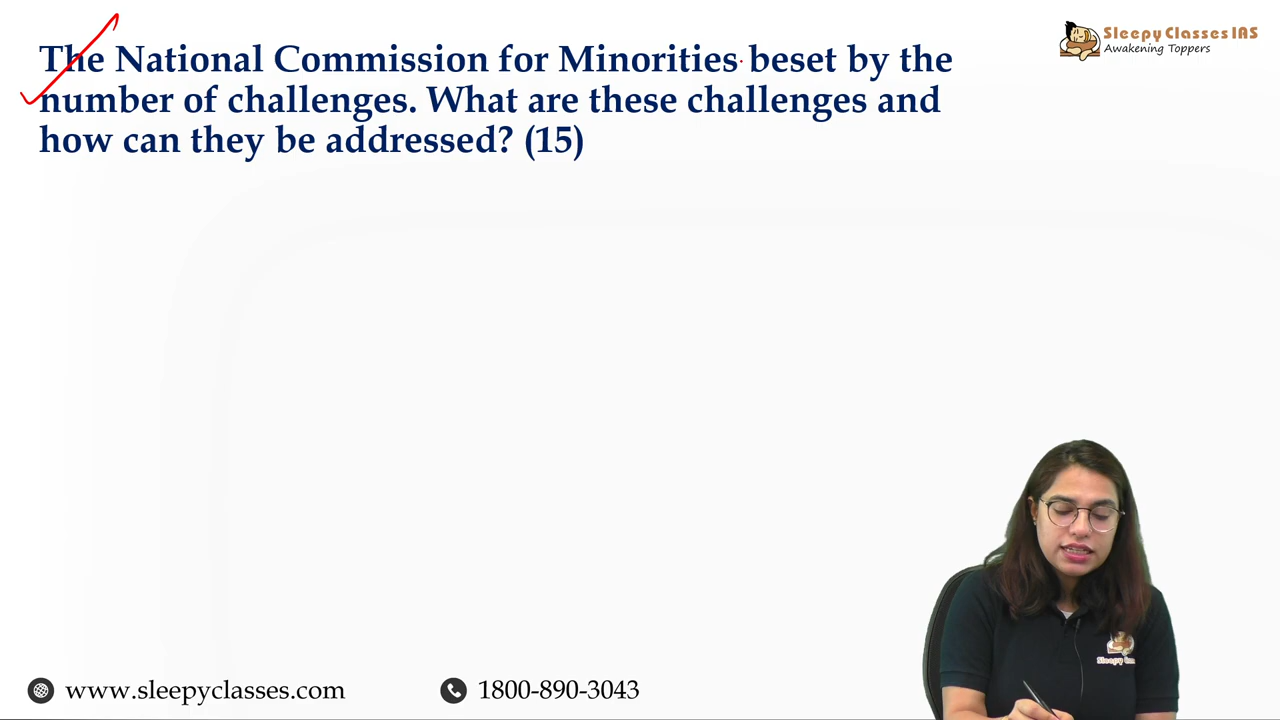 The National Commission for Minorities beset by the
number of challenges. What are these challenges and
how can they be addressed? (15)
Sleepy Classes IAS
Awakening Toppers
www.sleepyclasses.com
1800-890-3043